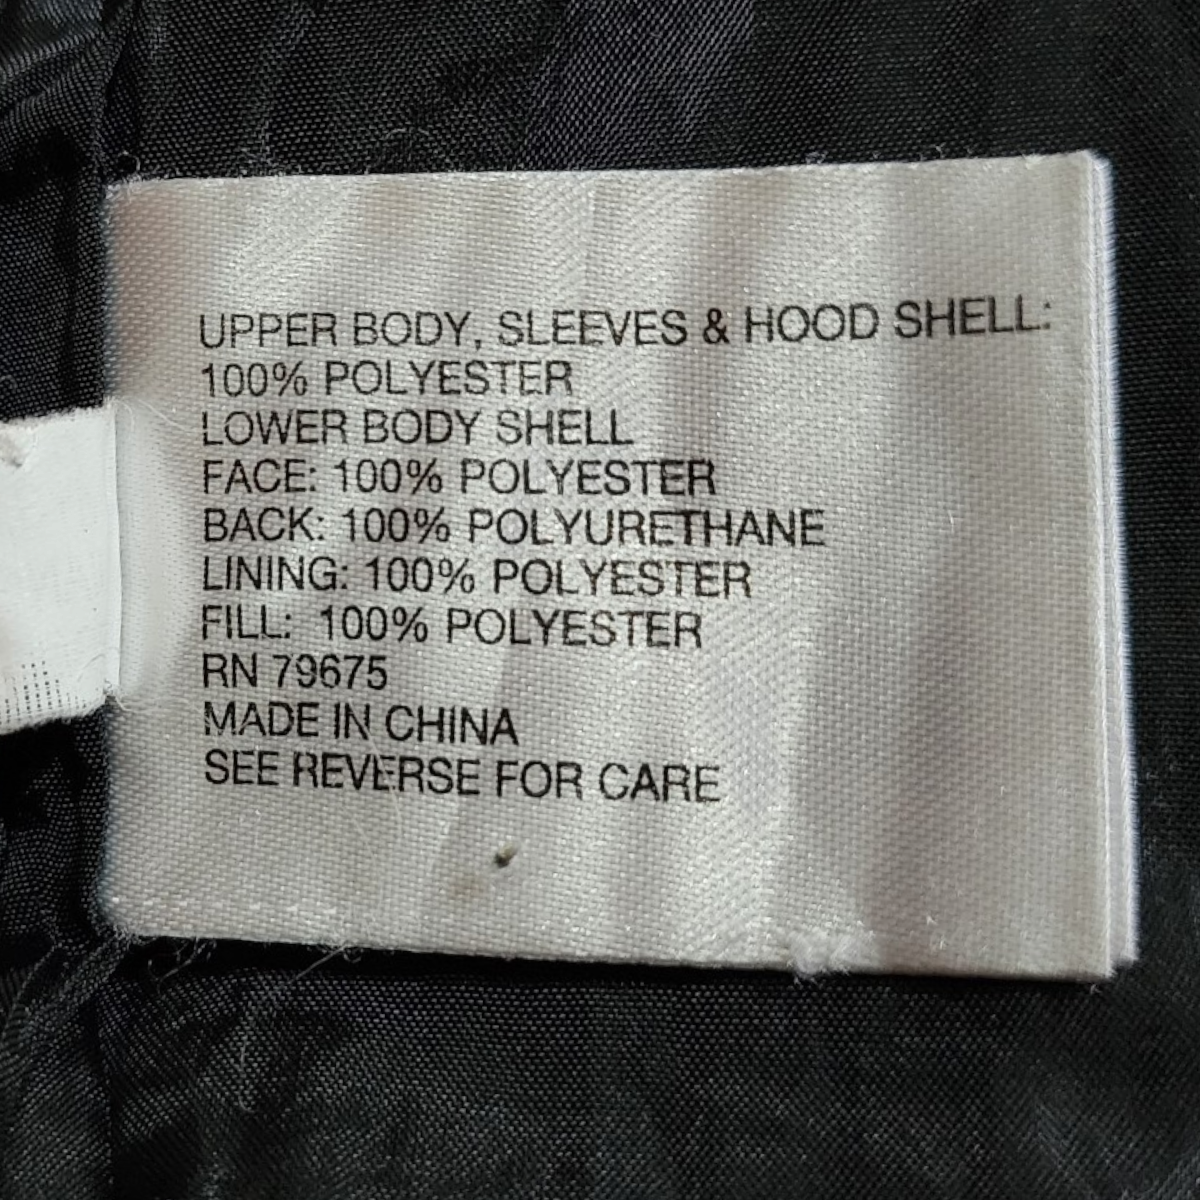 UPPER BODY, SLEEVES & HOOD SHELL:
100% POLYESTER
LOWER BODY SHELL
FACE: 100% POLYESTER
BACK: 100% POLYURETHANE
LINING: 100% POLYESTER
FILL: 100% POLYESTER
RN 79675
MADE IN CHINA
SEE REVERSE FOR CARE